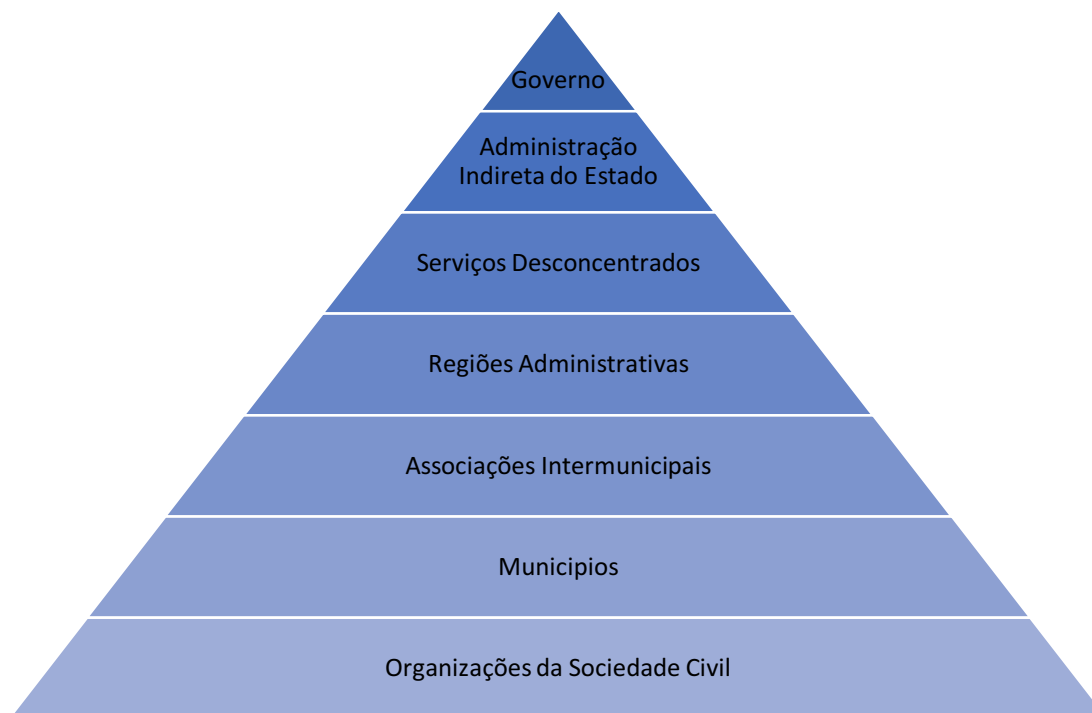 Governo
Administração
Indireta do Estado
Serviços Desconcentrados
Regiões Administrativas
Associações Intermunicipais
Municipios
Organizações da Sociedade Civil